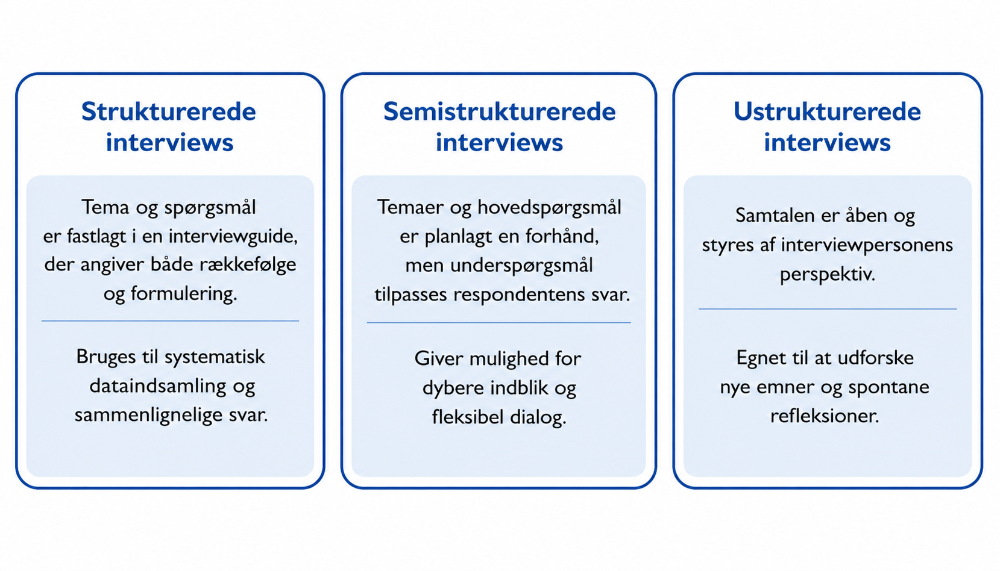 Strukturerede
interviews
Tema og spørgsmål
er fastlagt i en interviewguide,
der angiver både rækkefølge
og formulering.
Bruges til systematisk
dataindsamling og
sammenlignelige svar.
Semistrukturerede
interviews
Temaer og hovedspørgsmål
er planlagt en forhånd,
men underspørgsmål
tilpasses respondentens svar.
Giver mulighed for
dybere indblik og
fleksibel dialog.
Ustrukturerede
interviews
Samtalen er åben og
styres af interviewpersonens
perspektiv.
Egnet til at udforske
nye emner og spontane
refleksioner.